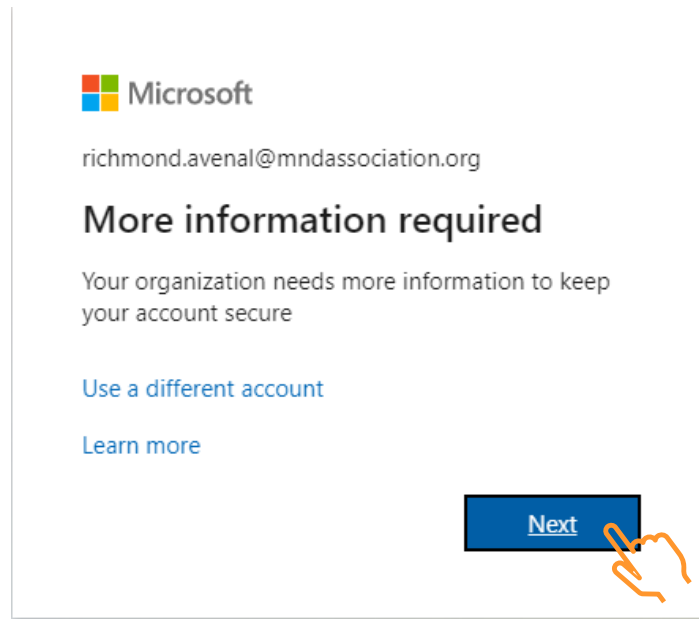 Microsoft
richmond.avenal@mndassociation.org
More information required
Your organization needs more information to keep
your account secure
Use a different account
Learn more
Next